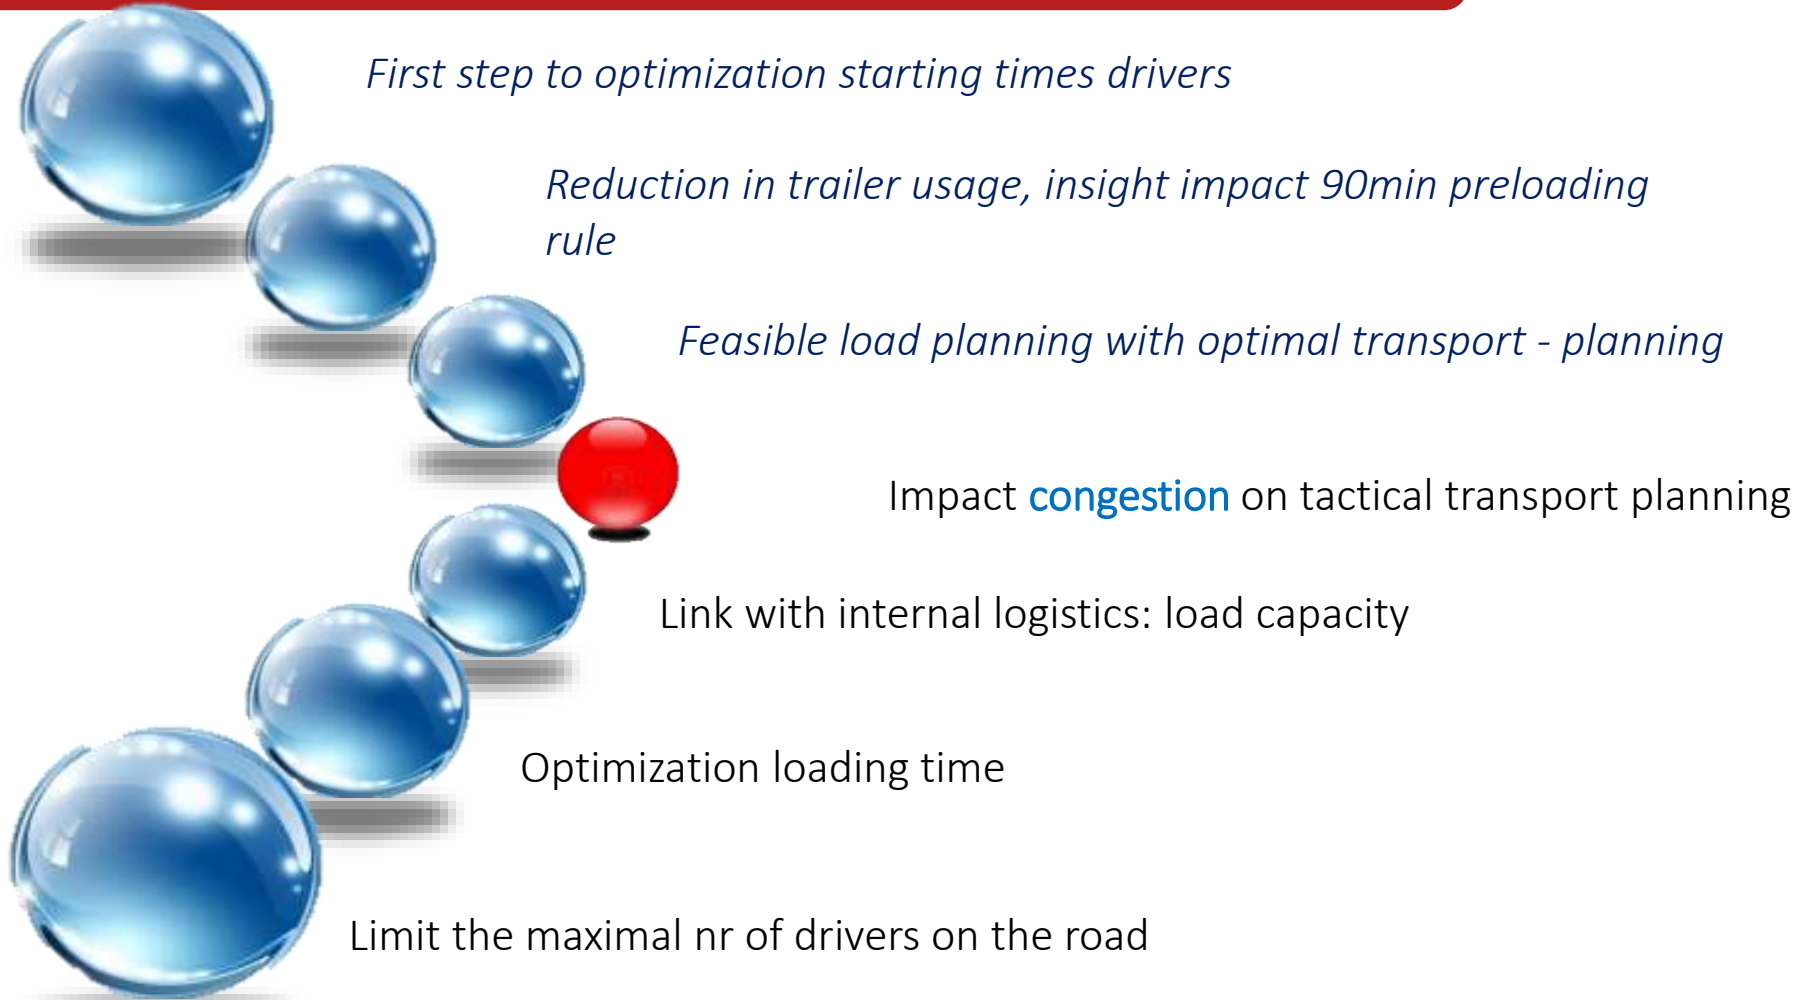 First step to optimization starting times drivers
Reduction in trailer usage, insight impact 90min preloading
rule
Feasible load planning with optimal transport - planning
Impact congestion on tactical transport planning
Link with internal logistics: load capacity
Optimization loading time
Limit the maximal nr of drivers on the road